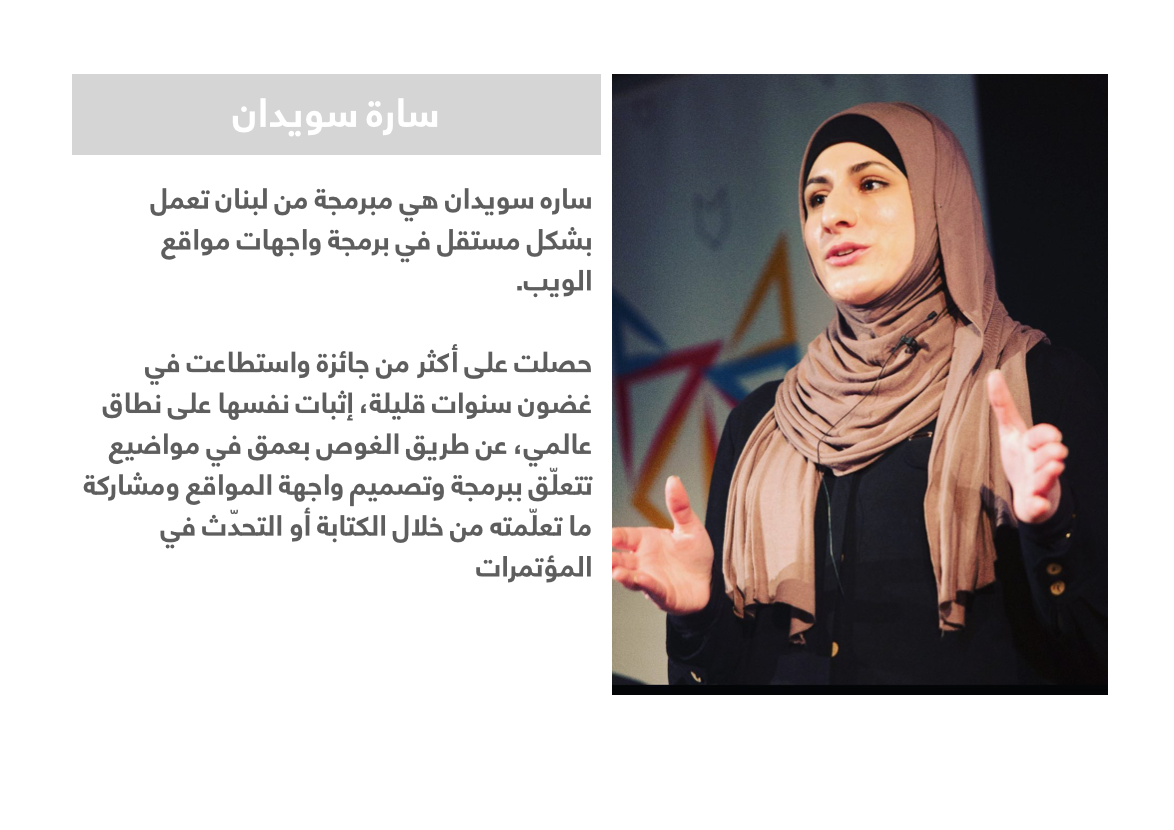 سارة سويدان
ساره سويدان هي مبرمجة من لبنان تعمل
بشكل مستقل في برمجة واجهات مواقع
الويب.
حصلت على أكثر من جائزة واستطاعت في
غضون سنوات قليلة، إثبات نفسها على نطاق
عالمي، عن طريق الغوص بعمق في مواضيع
تتعلّق ببرمجة وتصميم واجهة المواقع ومشاركة
ما تعلّمته من خلال الكتابة أو التحدّث في
المؤتمرات